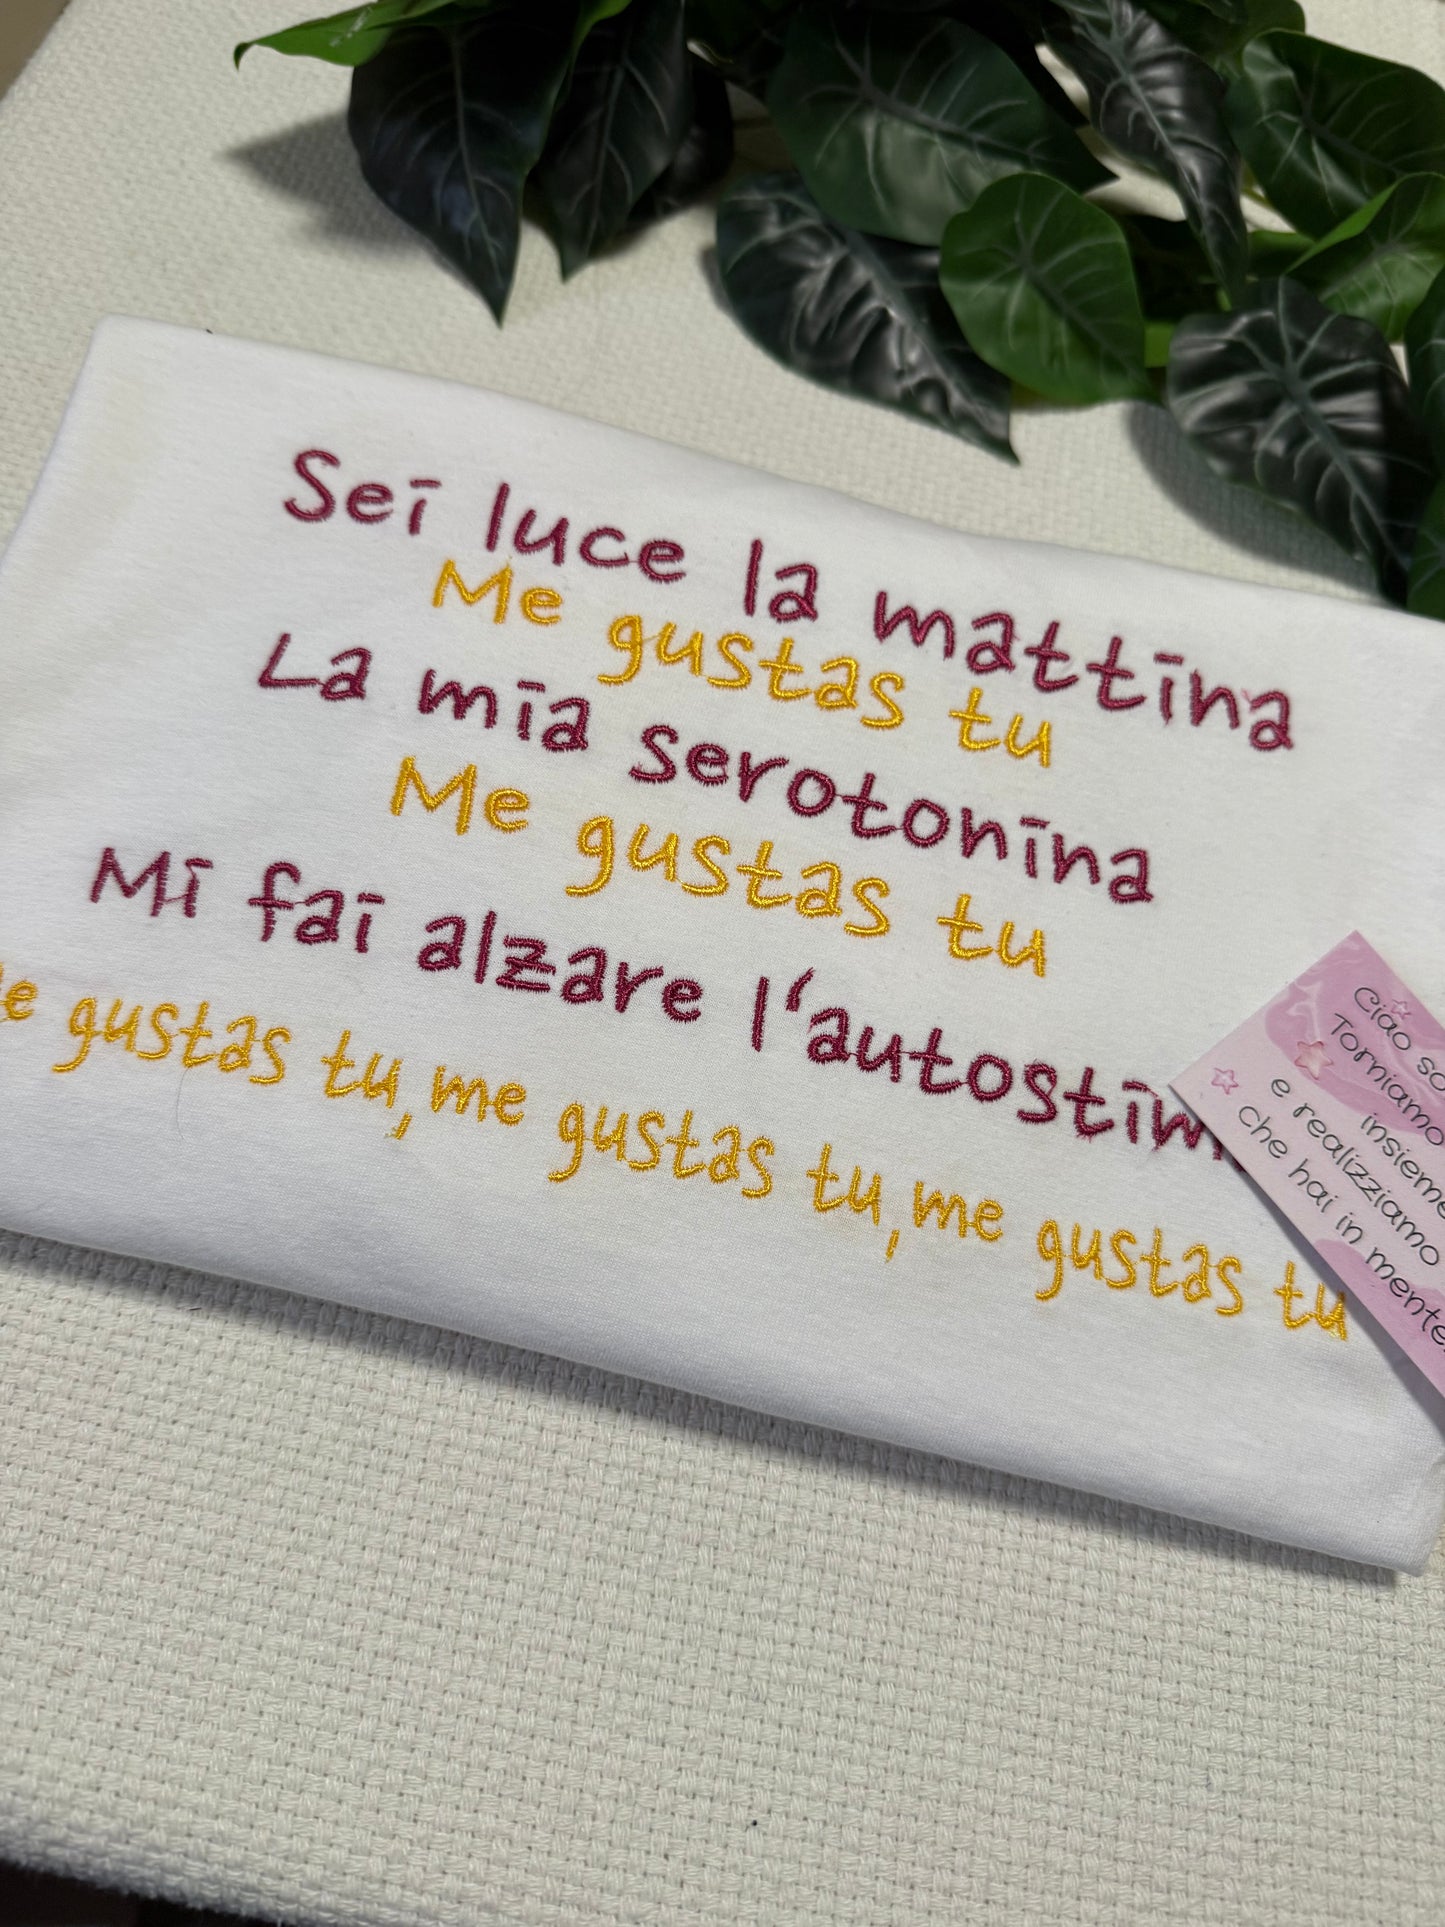 Sei luce la mattina
Me gustas tu
La mia serotonina
Me gustas tu
Mi fai alzare
gustas tu, me gustas tu, me gustas tu
Ciao
Torniamo
insieme
e realizziamo
che hai in mente